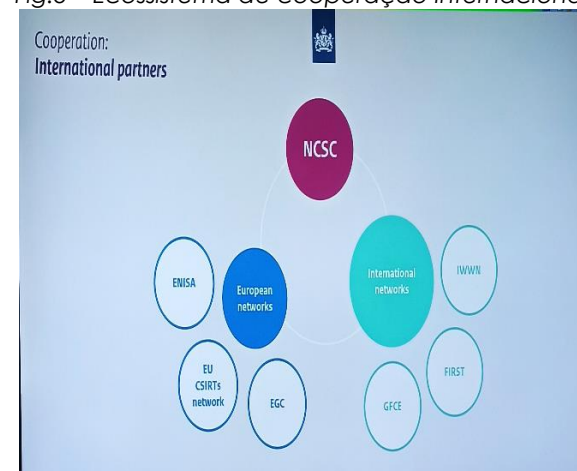 Fig.5 – Ecossistema de cooperação internacional
Cooperation:
International partners
NCSC
European
networks
International
networks
ENISA
EU
CSIRTs
network
EGC
IWWN
FIRST
GFCE